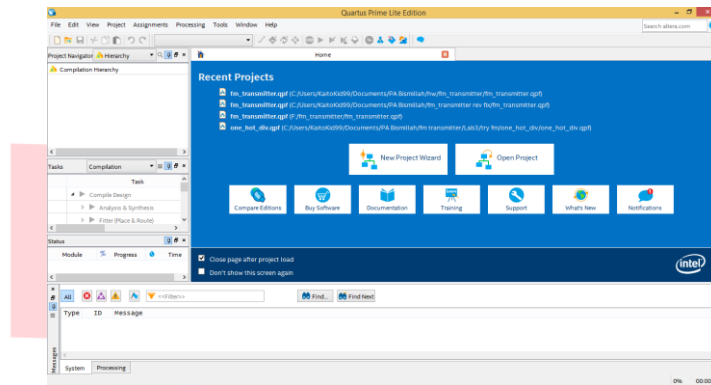 Quartus Prime Lite Edition
File Edit View Project Assignments Processing Tools Window Help
Search altera.com
Project Navigator Hierarchy
Home
Compilation Hierarchy
Recent Projects
fm_transmitter.qpf (C:/Users/KaitoKid99/Documents/PA Bismillah/hw/fm_transmitter/fm_transmitter.qpf)
fm_transmitter.qpf (C:/Users/KaitoKid99/Documents/PA Bismillah/fm_transmitter rev fix/fm_transmitter.qpf)
fm_transmitter.qpf (F:/fm_transmitter/fm_transmitter.qpf)
one_hot_div.qpf (C:/Users/KaitoKid99/Documents/PA Bismillah/fm transmitter/Lab3/try fm/one_hot_div/one_hot_div.qpf)
New Project Wizard
Open Project
Tasks Compilation
Task
Compile Design
Analysis & Synthesis
Fitter (Place & Route)
Compare Editions
Buy Software
Documentation
Training
Support
What's New
Notifications
Status
Module % Progress Time
Close page after project load
Don't show this screen again
intel
All
<<Filter>>
Find...
Find Next
Type ID Message
Messages
System Processing
0% 00:00